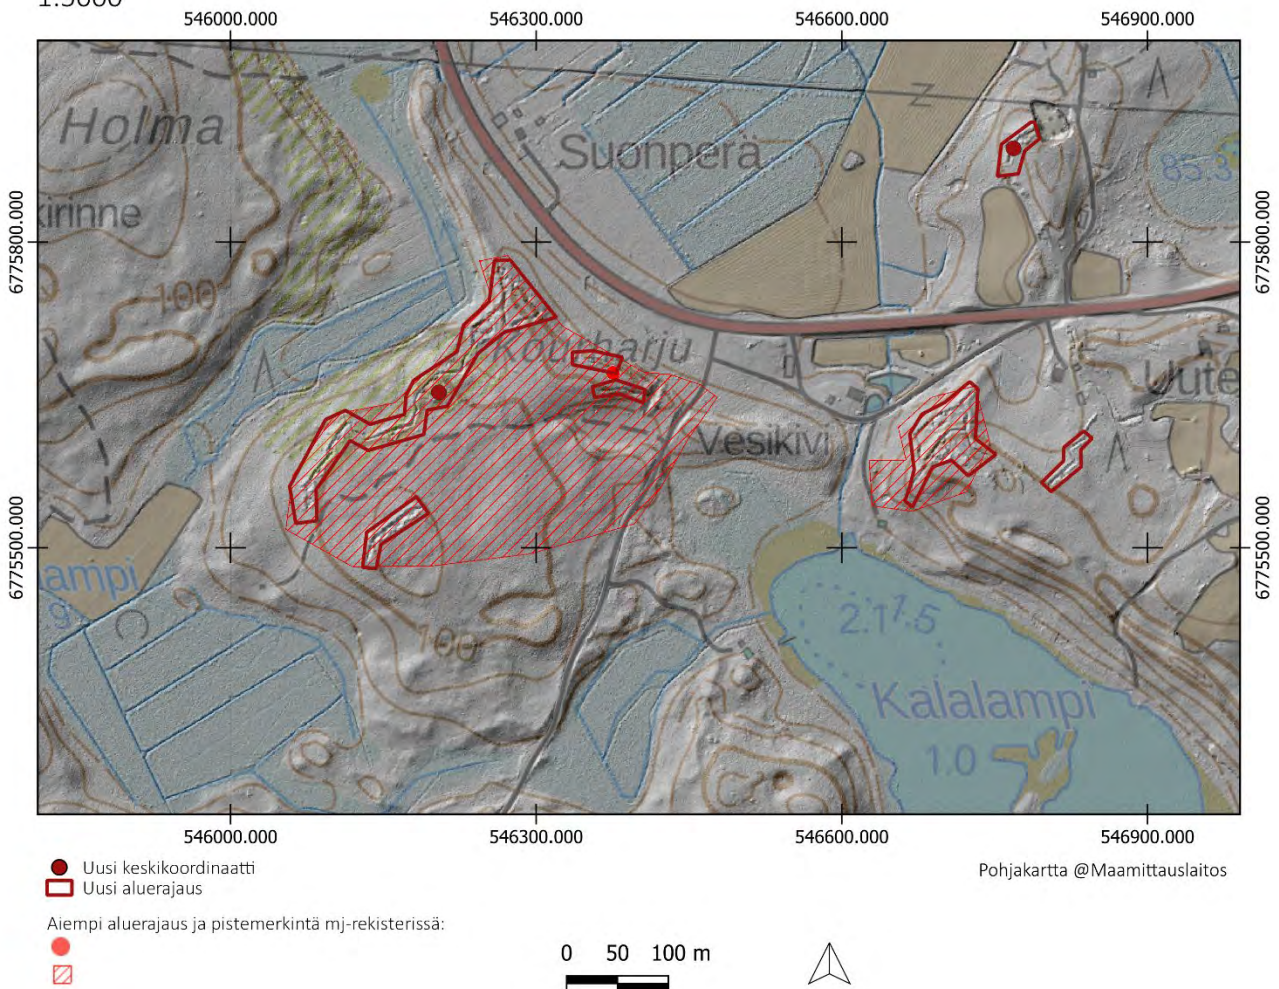 1:5000
546000.000 546300.000 546600.000 546900.000
Holma
Suonperä
Z
85.3
kirinne
6775800.000
6775800.000
100
Kourharju
Uute
Vesikivi
6775500.000
6775500.000
lampi
9
2.1 7.5
100
Kalalampi
1.0
546000.000 546300.000 546600.000 546900.000
Uusi keskikoordinaatti
Uusi aluerajaus
Pohjakartta @Maamittauslaitos
Aiempi aluerajaus ja pistemerkintä mj-rekisterissä:
0 50 100 m